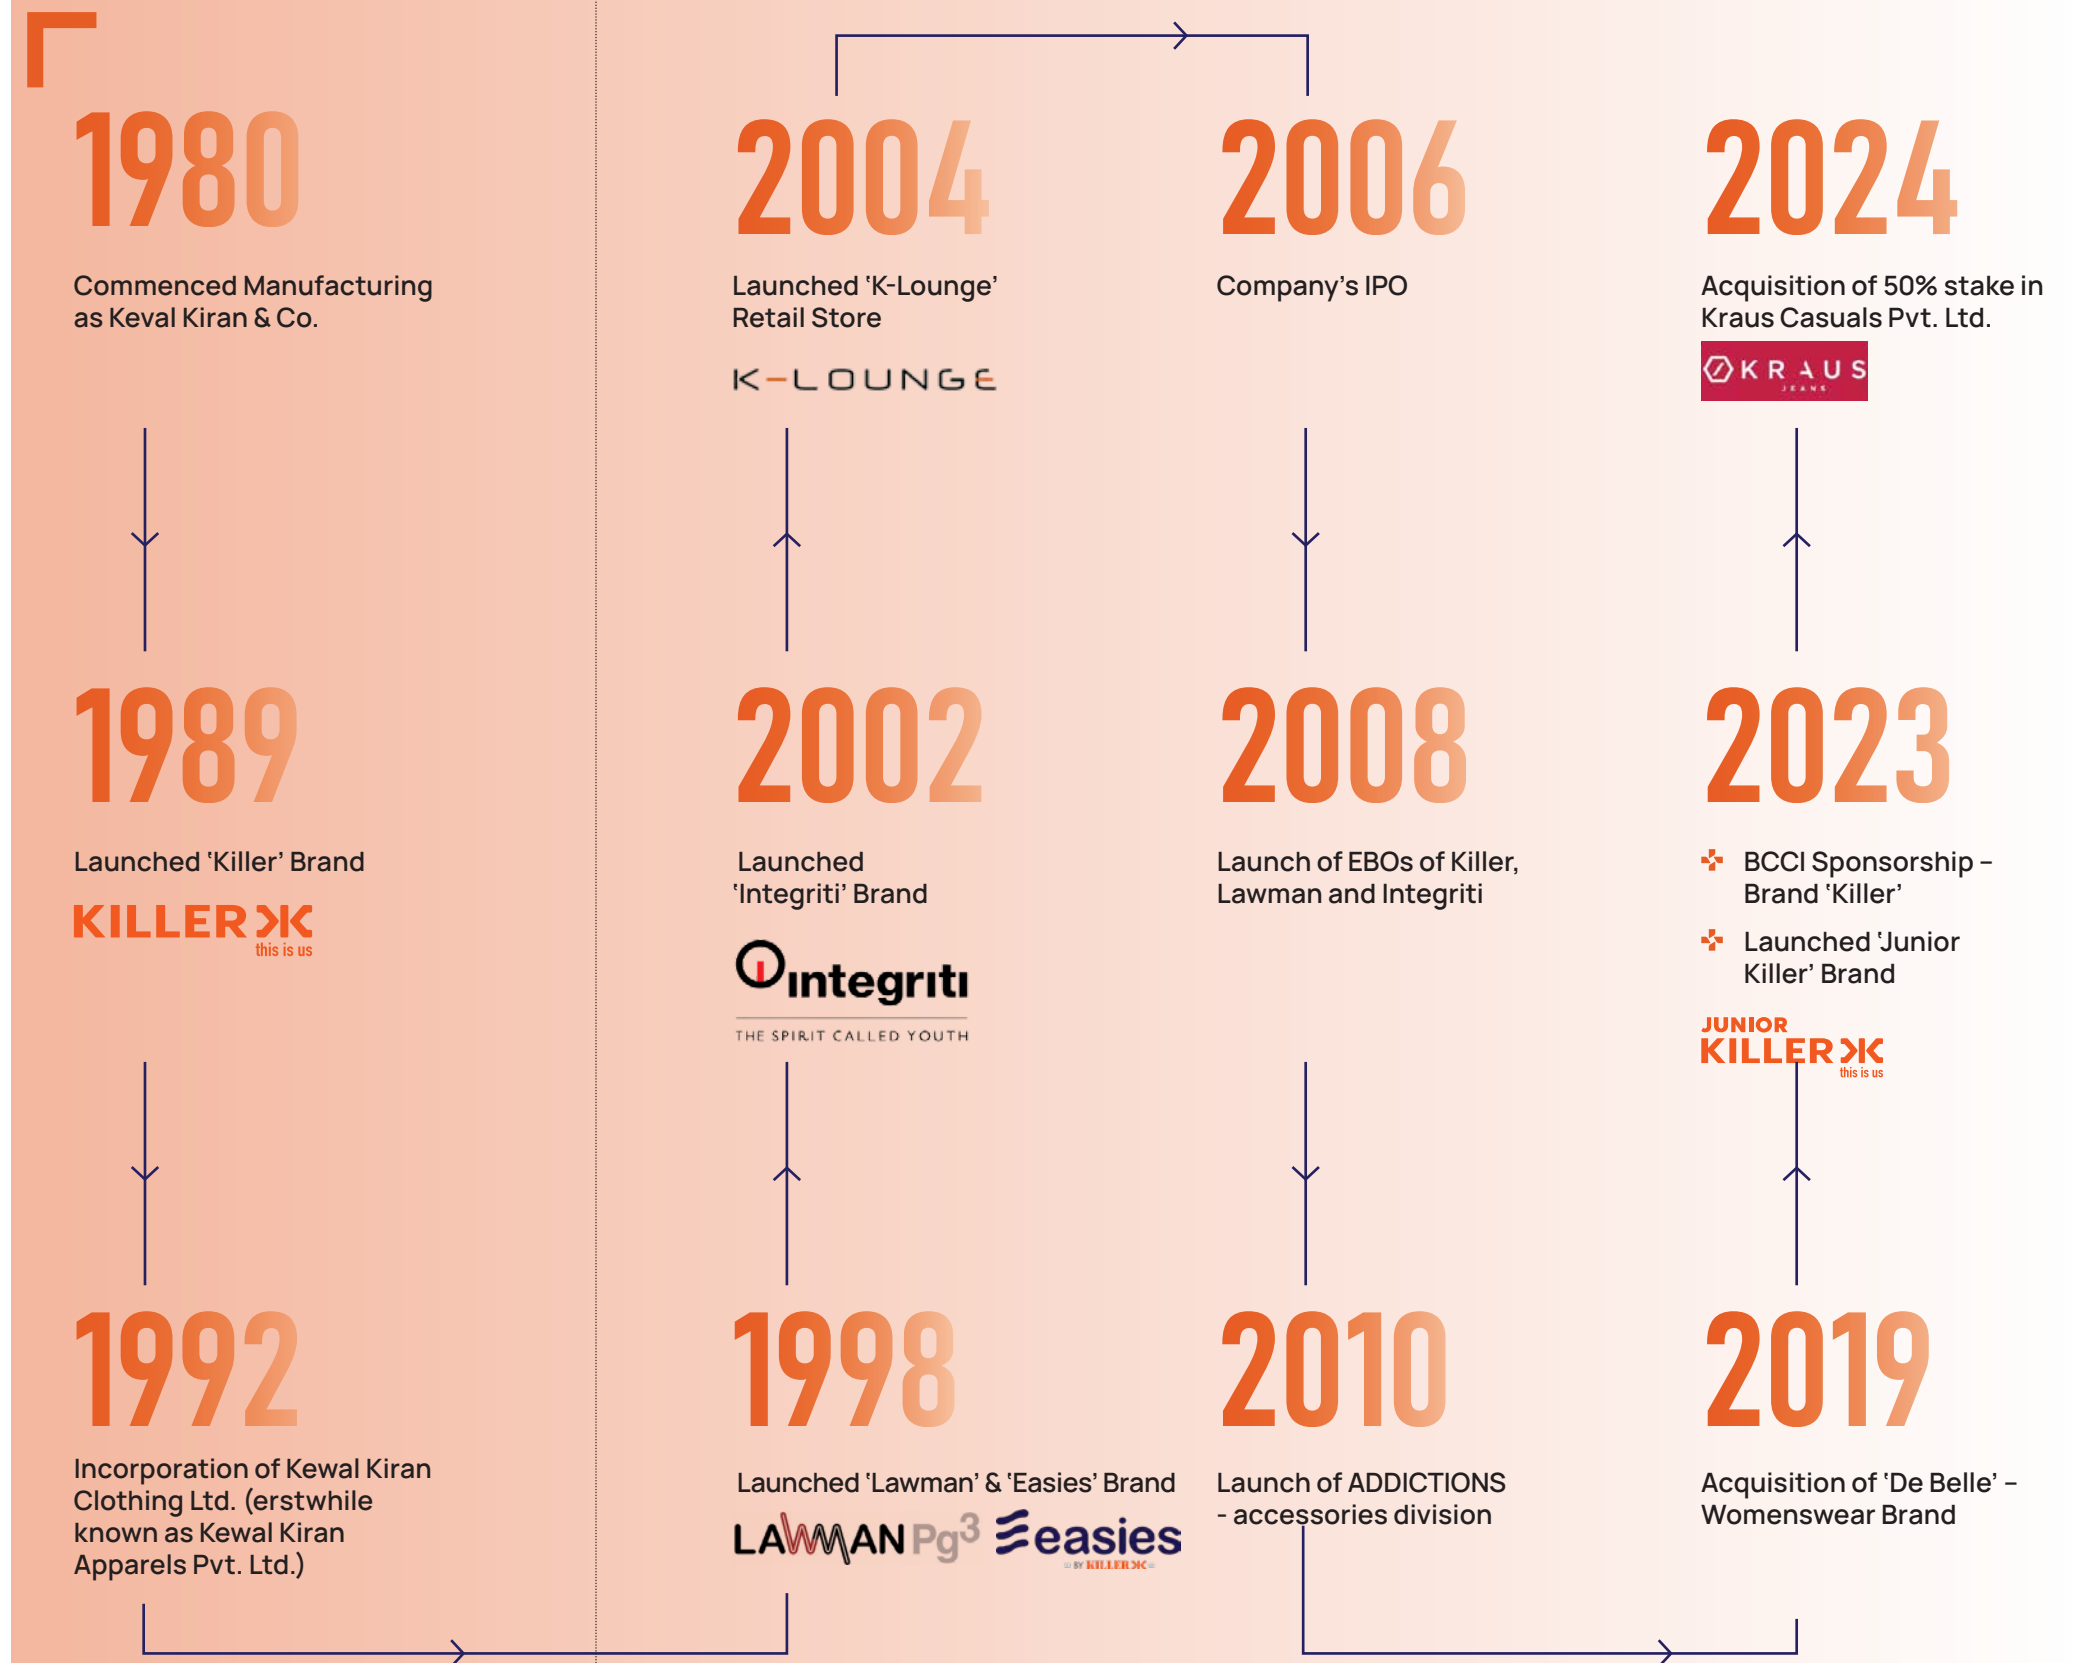 1980
Commenced Manufacturing
as Keval Kiran & Co.
1989
Launched ‘Killer’ Brand
KILLER
this is us
1992
Incorporation of Kewal Kiran
Clothing Ltd. (erstwhile
known as Kewal Kiran
Apparels Pvt. Ltd.)
1998
Launched ‘Lawman’ & ‘Easies’ Brand
LAWMAN Pg3 easies
BY KILLER
2002
Launched
‘Integriti’ Brand
integriti
THE SPIRIT CALLED YOUTH
2004
Launched ‘K-Lounge’
Retail Store
K-LOUNGE
2006
Company’s IPO
2008
Launch of EBOs of Killer,
Lawman and Integriti
2010
Launch of ADDICTIONS
- accessories division
2019
Acquisition of ‘De Belle’ –
Womenswear Brand
2023
BCCI Sponsorship –
Brand ‘Killer’
Launched ‘Junior
Killer’ Brand
JUNIOR
KILLER
this is us
2024
Acquisition of 50% stake in
Kraus Casuals Pvt. Ltd.
KRAUS
JEANS